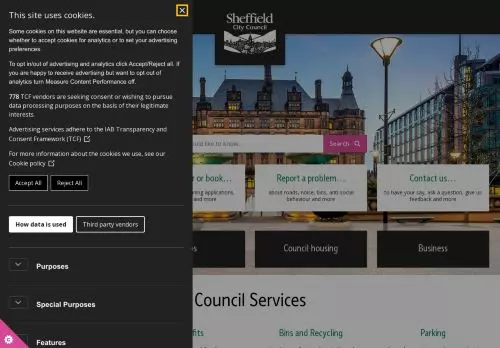 This site uses cookies.
Some cookies on this website are essential, but you can choose
whether to accept cookies for analytics or to set your advertising
preferences.
To opt in/out of advertising and analytics click Accept/Reject all. If
you are happy to receive advertising but want to opt out of
analytics turn Measure Content Performance off.
778 TCF vendors are seeking consent or wishing to pursue
data processing purposes on the basis of their legitimate
interests.
Advertising services adhere to the IAB Transparency and
Consent Framework (TCF)
For more information about the cookies we use, see our
Cookie policy
Accept All Reject All
How data is used Third party vendors
Purposes
Special Purposes
Features
Sheffield
City Council
like to know... Search
or book… Report a problem… Contact us…
ning applications, about roads, noise, bins, anti-social to have your say, ask a question, give us
and more behaviour and more feedback and more
Council housing Business
Council Services
fits Bins and Recycling Parking